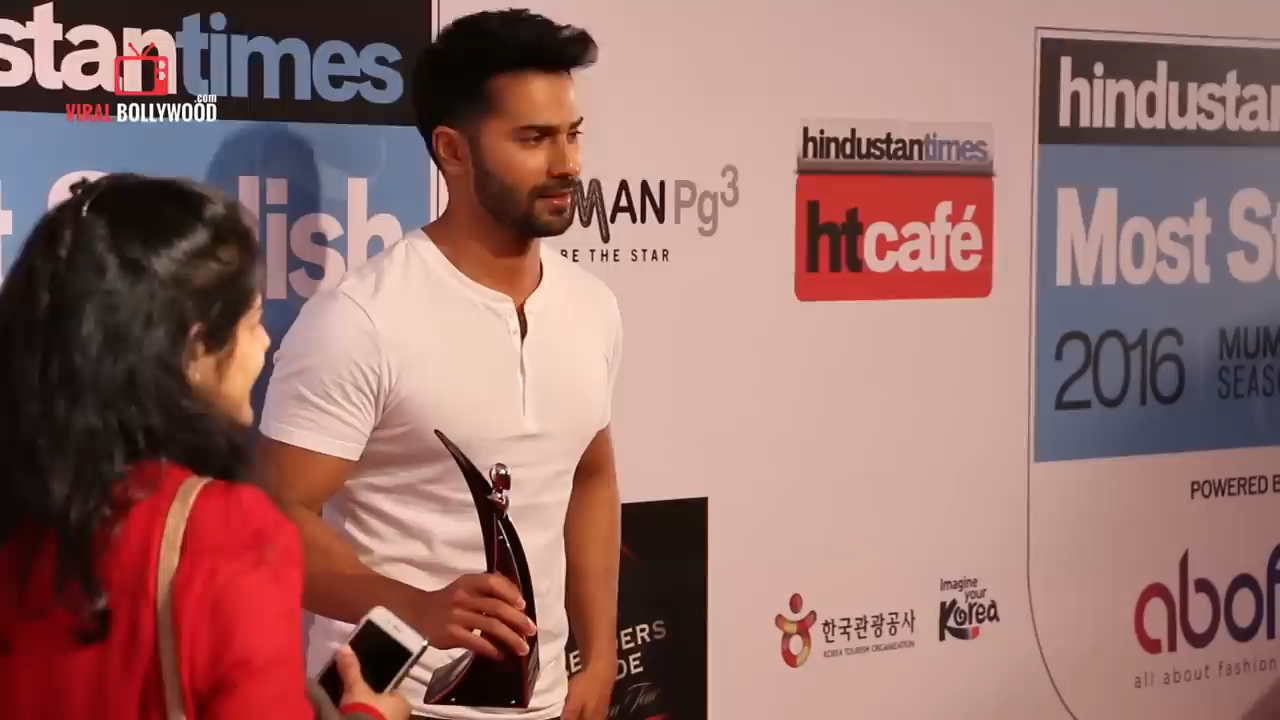 stantimes
VIRAL BOLLYWOOD
.com
lish
MAN Pg3
BE THE STAR
hindustantimes
htcafé
hindustan
Most St
2016 MUM
SEAS
POWERED B
abof
all about fashion
한국관광공사
KOREA TOURISM ORGANIZATION
Imagine
your
Korea
DERS
DE